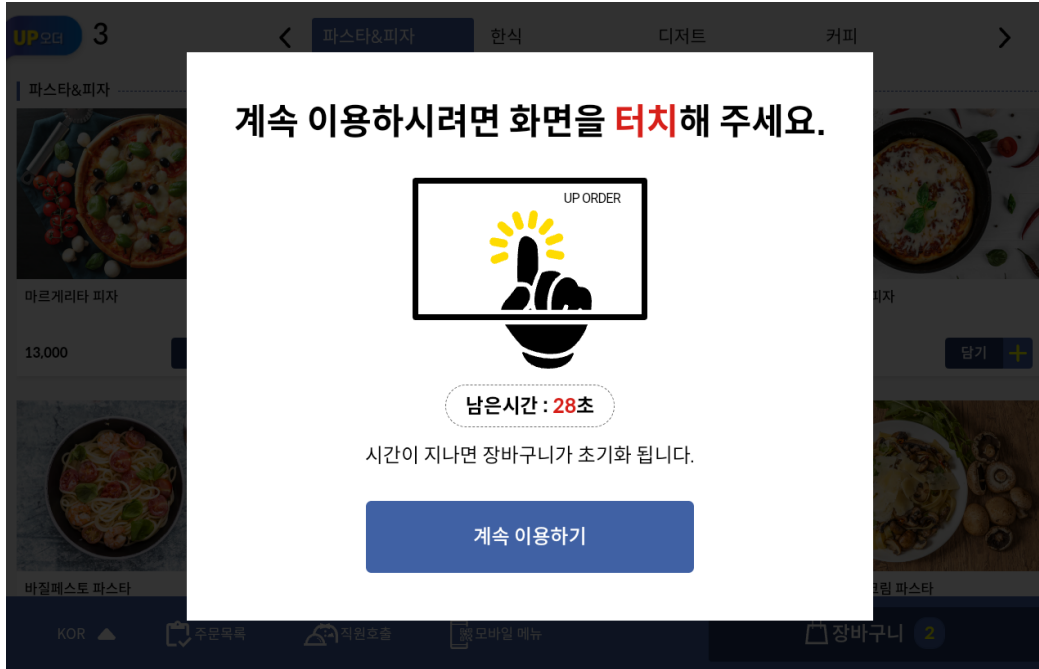 UP오더 3
파스타&피자 한식 디저트 커피
파스타&피자
계속 이용하시려면 화면을 터치해 주세요.
UP ORDER
마르게리타 피자
피자
13,000
담기
남은시간 : 28초
시간이 지나면 장바구니가 초기화 됩니다.
계속 이용하기
바질페스토 파스타
크림 파스타
KOR 주문목록 직원호출 모바일 메뉴 장바구니 2